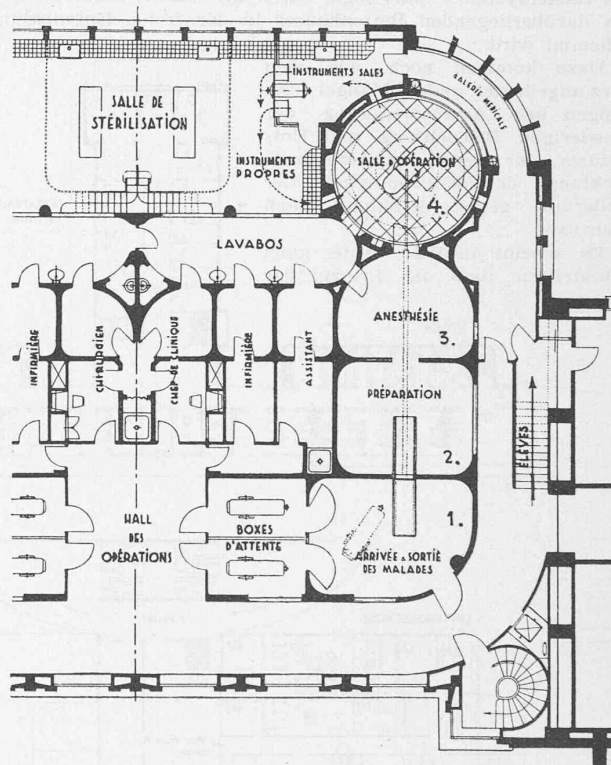 INSTRUMENTS SALES
GALERIE MÉDICALE
SALLE DE
STÉRILISATION
INSTRUMENTS
PROPRES
SALLE D'OPÉRATION
4.
LAVABOS
ANESTHÉSIE
3.
INFIRMIÈRE
CHIRURGIEN
CHEF DE CLINIQUE
INFIRMIÈRE
ASSISTANT
PRÉPARATION
2.
ÉLÈVES
1.
HALL
DES
OPÉRATIONS
BOXES
D'ATTENTE
ARRIVÉE & SORTIE
DES MALADES